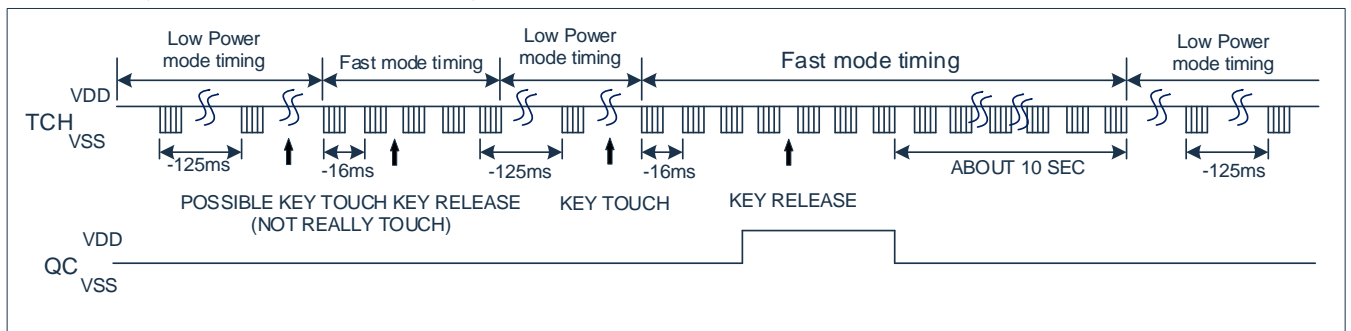 Low Power
mode timing
Fast mode timing
Low Power
mode timing
Fast mode timing
Low Power
mode timing
VDD
TCH
VSS
-125ms
-16ms
-125ms
-16ms
ABOUT 10 SEC
-125ms
POSSIBLE KEY TOUCH KEY RELEASE
(NOT REALLY TOUCH)
KEY TOUCH
KEY RELEASE
VDD
QC
VSS